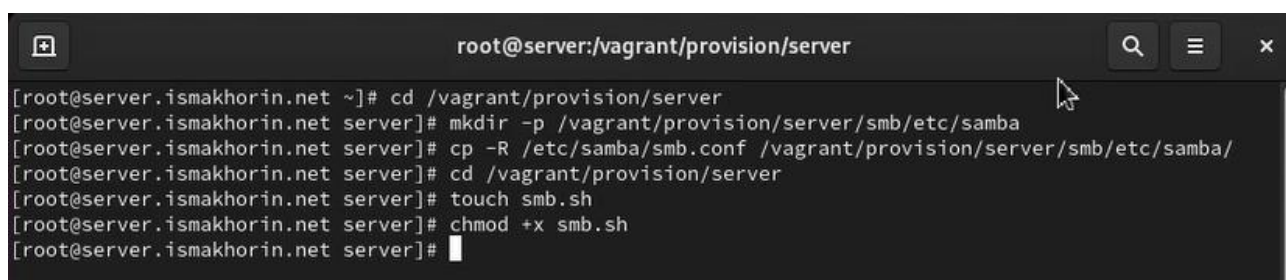 root@server:/vagrant/provision/server
[root@server.ismakhorin.net ~]# cd /vagrant/provision/server
[root@server.ismakhorin.net server]# mkdir -p /vagrant/provision/server/smb/etc/samba
[root@server.ismakhorin.net server]# cp -R /etc/samba/smb.conf /vagrant/provision/server/smb/etc/samba/
[root@server.ismakhorin.net server]# cd /vagrant/provision/server
[root@server.ismakhorin.net server]# touch smb.sh
[root@server.ismakhorin.net server]# chmod +x smb.sh
[root@server.ismakhorin.net server]#